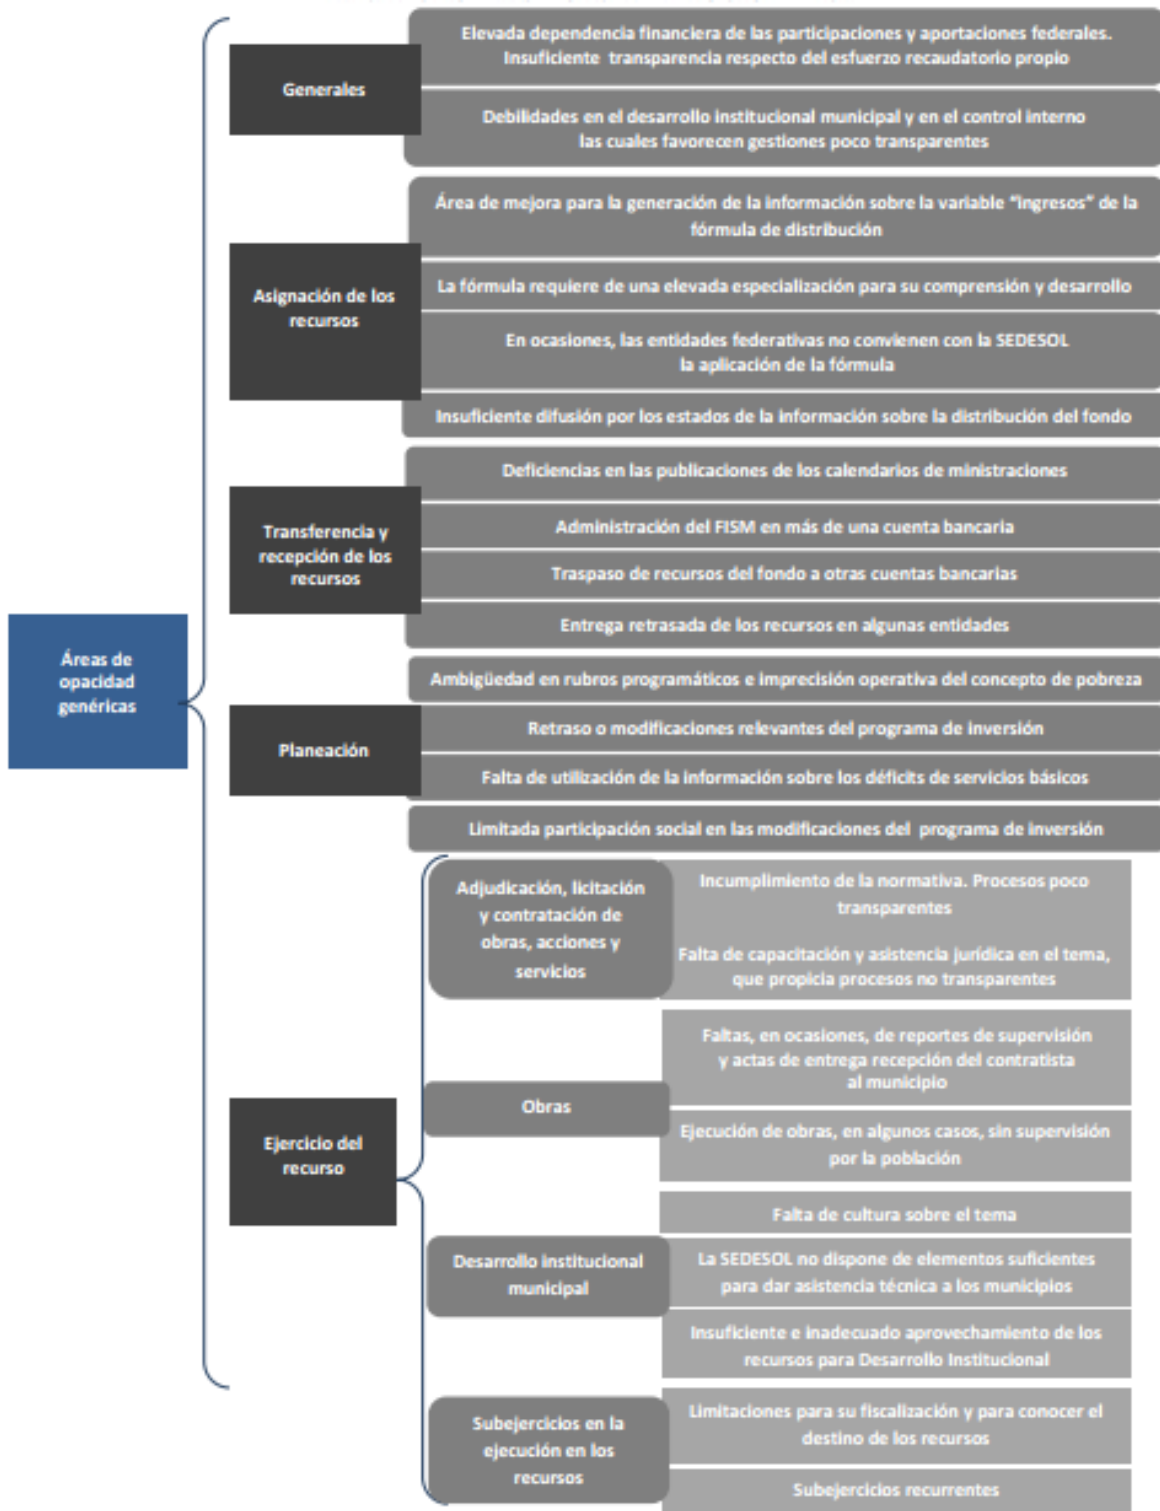 Áreas de
opacidad
genéricas
Generales
Elevada dependencia financiera de las participaciones y aportaciones federales.
Insuficiente transparencia respecto del esfuerzo recaudatorio propio
Debilidades en el desarrollo institucional municipal y en el control interno
las cuales favorecen gestiones poco transparentes
Asignación de los
recursos
Área de mejora para la generación de la información sobre la variable "ingresos" de la
fórmula de distribución
La fórmula requiere de una elevada especialización para su comprensión y desarrollo
En ocasiones, las entidades federativas no convienen con la SEDESOL
la aplicación de la fórmula
Insuficiente difusión por los estados de la información sobre la distribución del fondo
Transferencia y
recepción de los
recursos
Deficiencias en las publicaciones de los calendarios de ministraciones
Administración del FISM en más de una cuenta bancaria
Traspaso de recursos del fondo a otras cuentas bancarias
Entrega retrasada de los recursos en algunas entidades
Planeación
Ambigüedad en rubros programáticos e imprecisión operativa del concepto de pobreza
Retraso o modificaciones relevantes del programa de inversión
Falta de utilización de la información sobre los déficits de servicios básicos
Limitada participación social en las modificaciones del programa de inversión
Ejercicio del
recurso
Adjudicación, licitación
y contratación de
obras, acciones y
servicios
Incumplimiento de la normativa. Procesos poco
transparentes
Falta de capacitación y asistencia jurídica en el tema,
que propicia procesos no transparentes
Obras
Faltas, en ocasiones, de reportes de supervisión
y actas de entrega recepción del contratista
al municipio
Ejecución de obras, en algunos casos, sin supervisión
por la población
Desarrollo institucional
municipal
Falta de cultura sobre el tema
La SEDESOL no dispone de elementos suficientes
para dar asistencia técnica a los municipios
Insuficiente e inadecuado aprovechamiento de los
recursos para Desarrollo Institucional
Subejercicios en la
ejecución en los
recursos
Limitaciones para su fiscalización y para conocer el
destino de los recursos
Subejercicios recurrentes